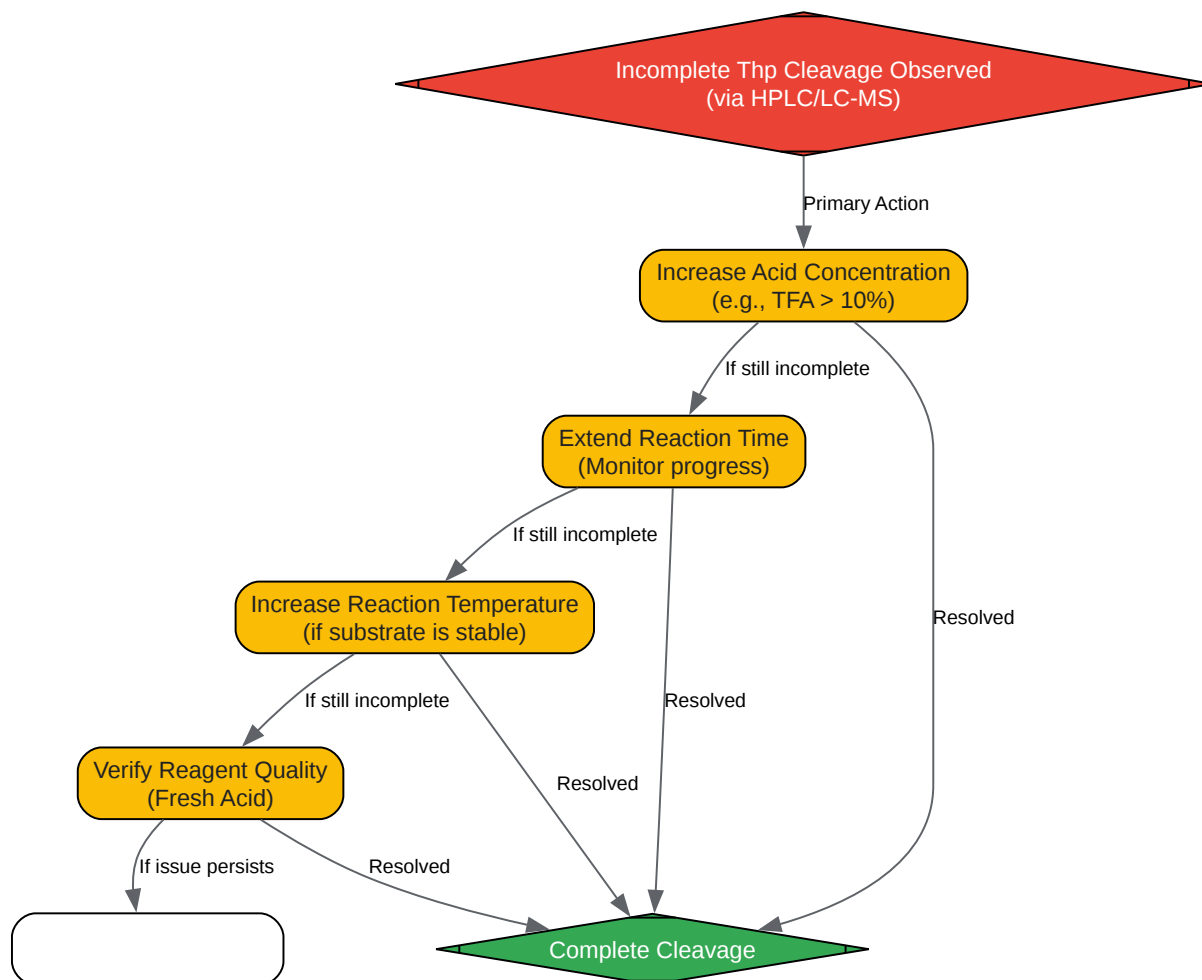 Incomplete Thp Cleavage Observed
(via HPLC/LC-MS)
Primary Action
Increase Acid Concentration
(e.g., TFA > 10%)
If still incomplete
Extend Reaction Time
(Monitor progress)
If still incomplete
Increase Reaction Temperature
(if substrate is stable)
Resolved
If still incomplete
Resolved
Verify Reagent Quality
(Fresh Acid)
Resolved
If issue persists
Resolved
Complete Cleavage